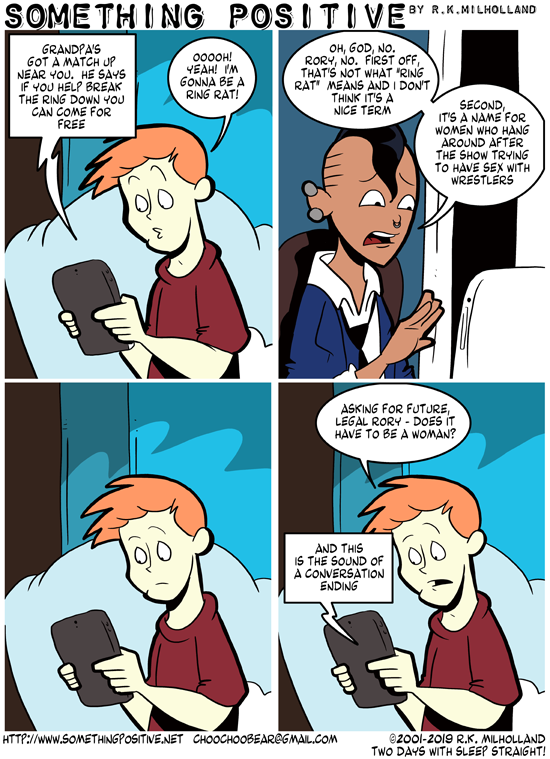 SOMETHING POSITIVE BY R.K.MILHOLLAND
GRANDPA'S
GOT A MATCH UP
NEAR YOU. HE SAYS
IF YOU HELP BREAK
THE RING DOWN YOU
CAN COME FOR
FREE
OOOOH!
YEAH! I'M
GONNA BE A
RING RAT!
OH, GOD, NO.
RORY, NO. FIRST OFF,
THAT'S NOT WHAT "RING
RAT" MEANS AND I DON'T
THINK IT'S A
NICE TERM
SECOND,
IT'S A NAME FOR
WOMEN WHO HANG
AROUND AFTER
THE SHOW TRYING
TO HAVE SEX WITH
WRESTLERS
ASKING FOR FUTURE,
LEGAL RORY - DOES IT
HAVE TO BE A WOMAN?
AND THIS
IS THE SOUND OF
A CONVERSATION
ENDING
HTTP://WWW.SOMETHINGPOSITIVE.NET CHOOCHOOBEAR@GMAIL.COM
©2001-2019 R.K. MILHOLLAND
TWO DAYS WITH SLEEP STRAIGHT!